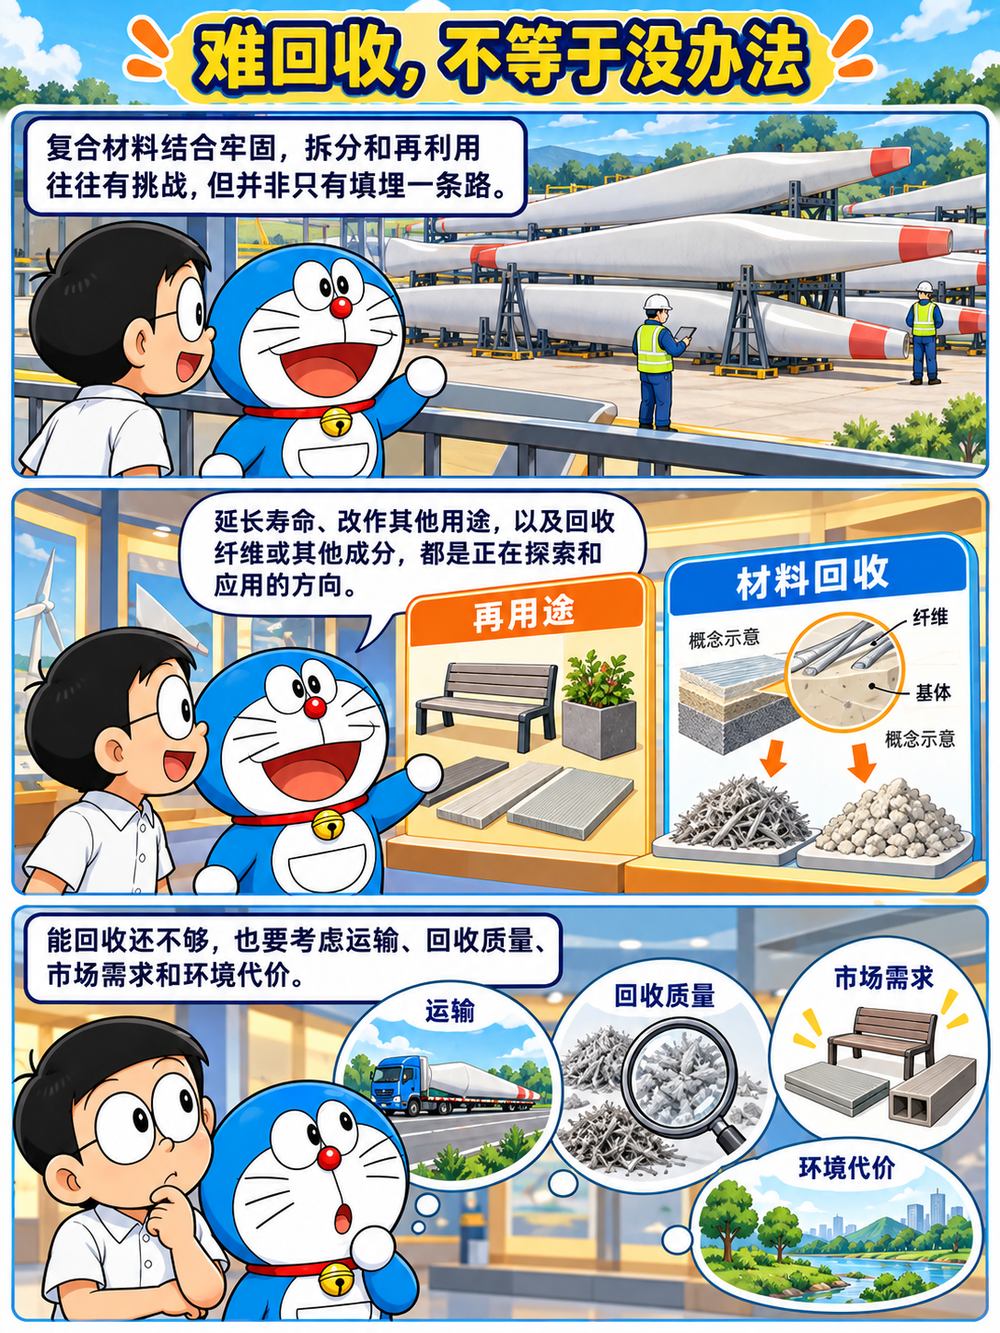 难回收，不等于没办法
复合材料结合牢固，拆分和再利用
往往有挑战，但并非只有填埋一条路。
延长寿命、改作其他用途，以及回收
纤维或其他成分，都是正在探索和
应用的方向。
再用途
材料回收
概念示意
纤维
基体
概念示意
能回收还不够，也要考虑运输、回收质量、
市场需求和环境代价。
运输
回收质量
市场需求
环境代价